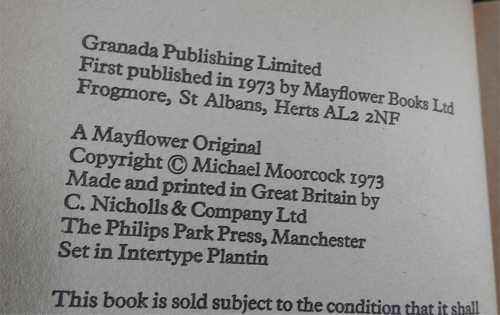 Granada Publishing Limited
First published in 1973 by Mayflower Books Ltd
Frogmore, St Albans, Herts AL2 2NF
A Mayflower Original
Copyright © Michael Moorcock 1973
Made and printed in Great Britain by
C. Nicholls & Company Ltd
The Philips Park Press, Manchester
Set in Intertype Plantin
This book is sold subject to the condition that it shall